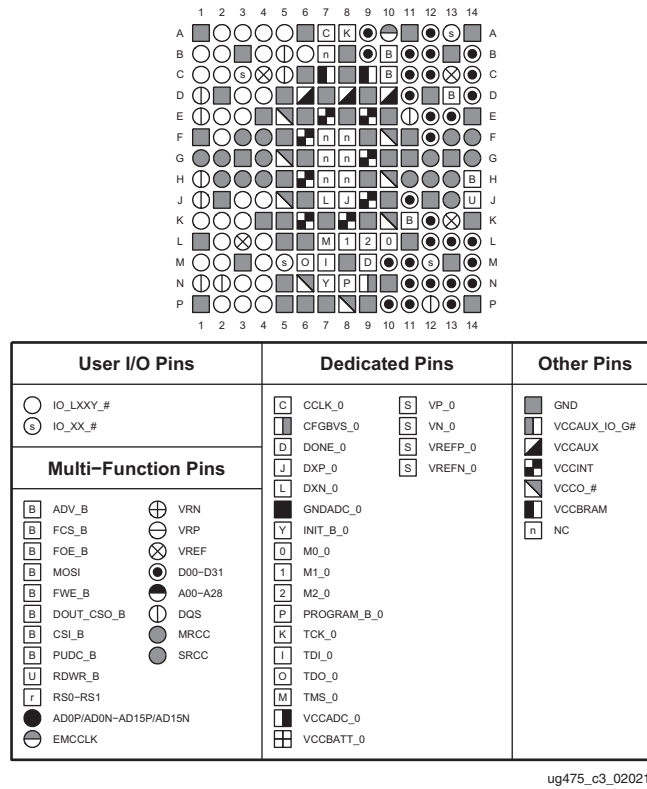 1 2 3 4 5 6 7 8 9 10 11 12 13 14
A C K s A
B n B B
C s B C
D B D
E E
F n n F
G n n G
H n n B H
J L J U J
K B K
L M 1 2 0 L
M s O I D s M
N Y P N
P P
1 2 3 4 5 6 7 8 9 10 11 12 13 14
User I/O Pins
IO_LXXY_#
s IO_XX_#
Multi−Function Pins
B ADV_B
B FCS_B
B FOE_B
B MOSI
B FWE_B
B DOUT_CSO_B
B CSI_B
B PUDC_B
U RDWR_B
r RS0−RS1
AD0P/AD0N−AD15P/AD15N
EMCCLK
VRN
VRP
VREF
D00−D31
A00−A28
DQS
MRCC
SRCC
Dedicated Pins
C CCLK_0
CFGBVS_0
D DONE_0
J DXP_0
L DXN_0
GNDADC_0
Y INIT_B_0
0 M0_0
1 M1_0
2 M2_0
P PROGRAM_B_0
K TCK_0
I TDI_0
O TDO_0
M TMS_0
VCCADC_0
VCCBATT_0
S VP_0
S VN_0
S VREFP_0
S VREFN_0
Other Pins
GND
VCCAUX_IO_G#
VCCAUX
VCCINT
VCCO_#
VCCBRAM
n NC
ug475_c3_02021